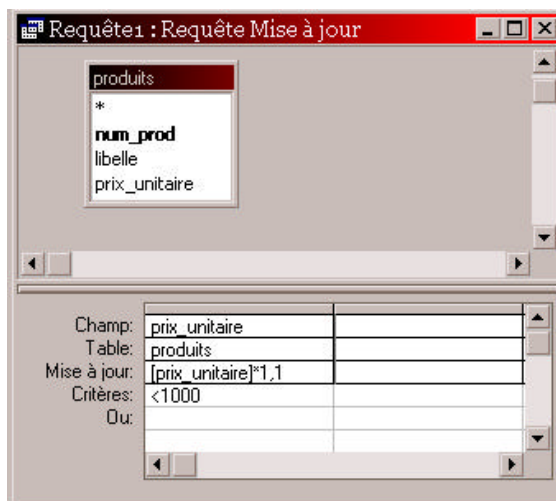 Requête1 : Requête Mise à jour
produits
*
num_prod
libelle
prix_unitaire
Champ: prix_unitaire
Table: produits
Mise à jour: [prix_unitaire]*1,1
Critères: <1000
Ou: